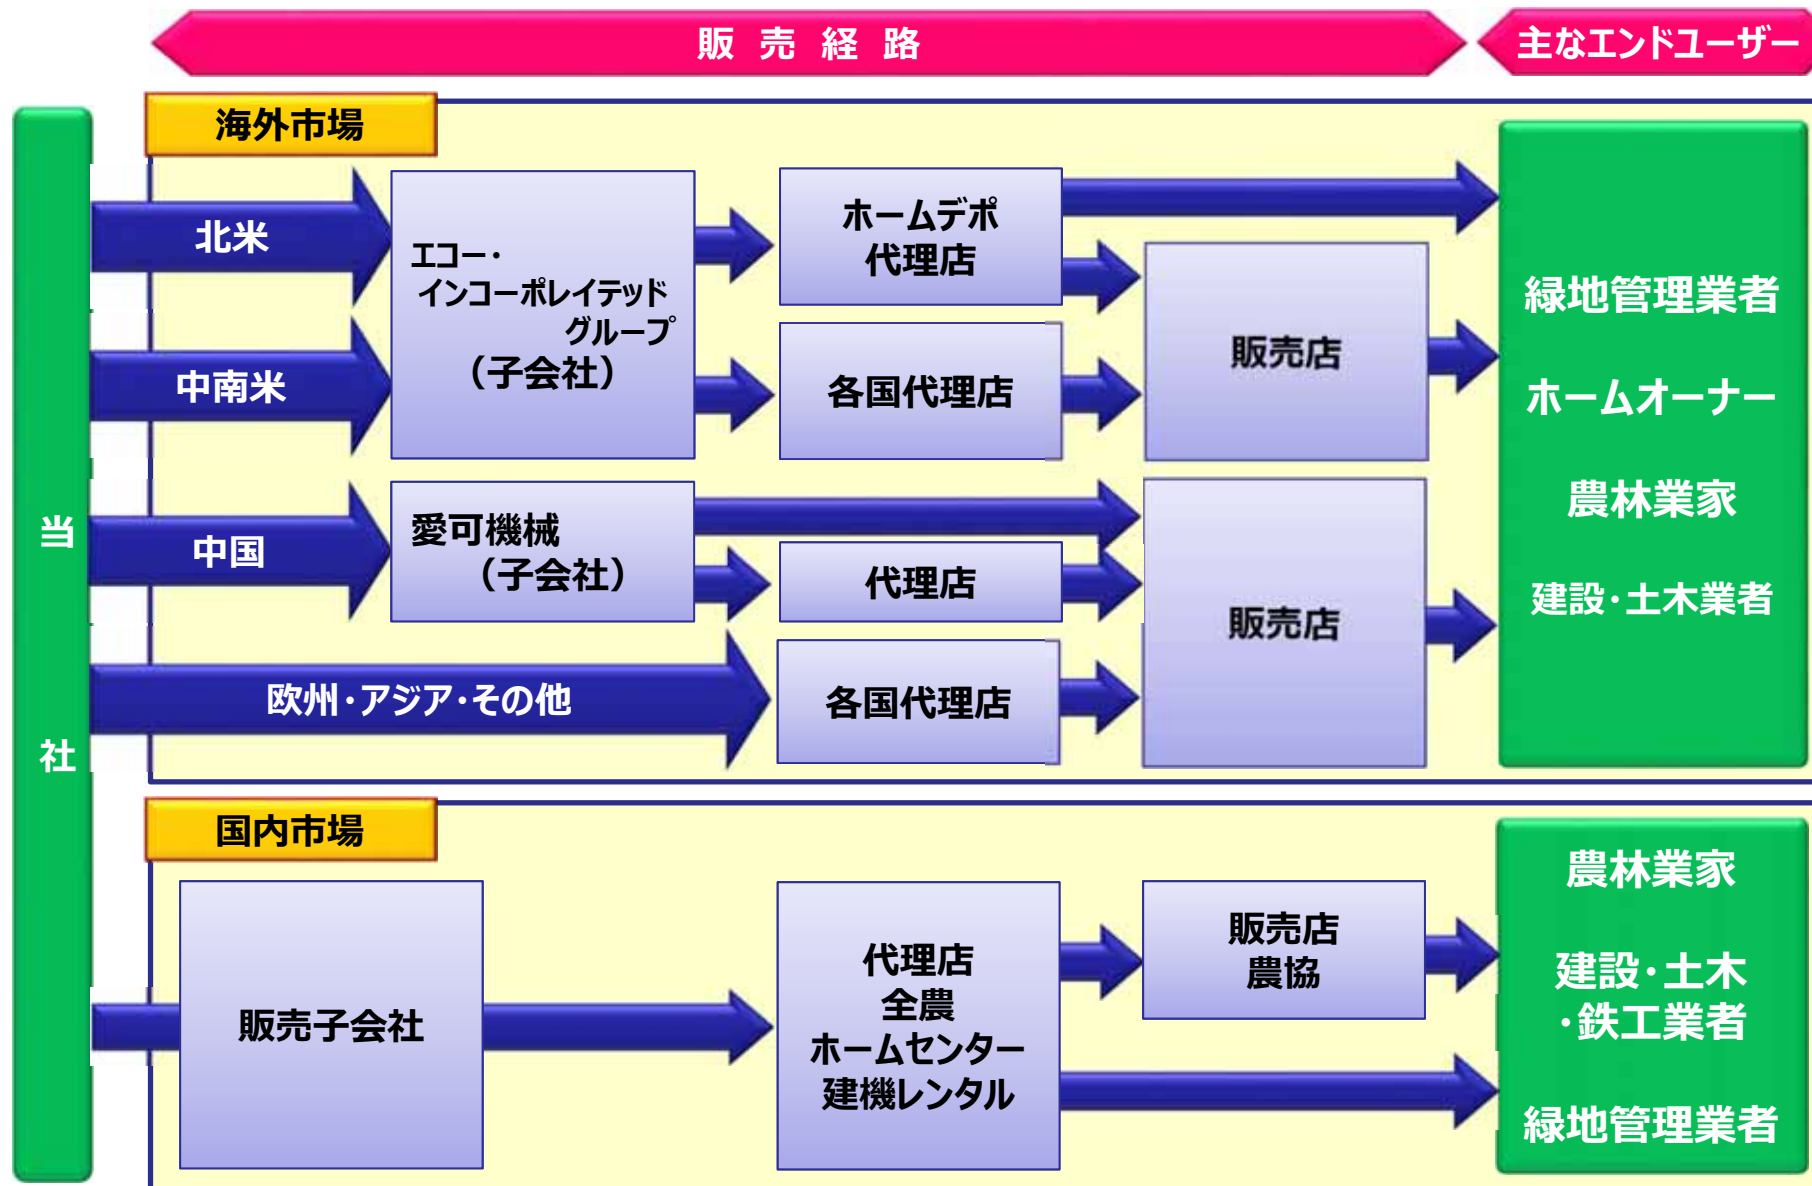 販売経路
主なエンドユーザー
当社
海外市場
北米
中南米
中国
欧州・アジア・その他
エコー・
インコーポレイテッド
グループ
（子会社）
愛可機械
（子会社）
ホームデポ
代理店
各国代理店
代理店
各国代理店
販売店
販売店
緑地管理業者
ホームオーナー
農林業家
建設・土木業者
国内市場
販売子会社
代理店
全農
ホームセンター
建機レンタル
販売店
農協
農林業家
建設・土木
・鉄工業者
緑地管理業者